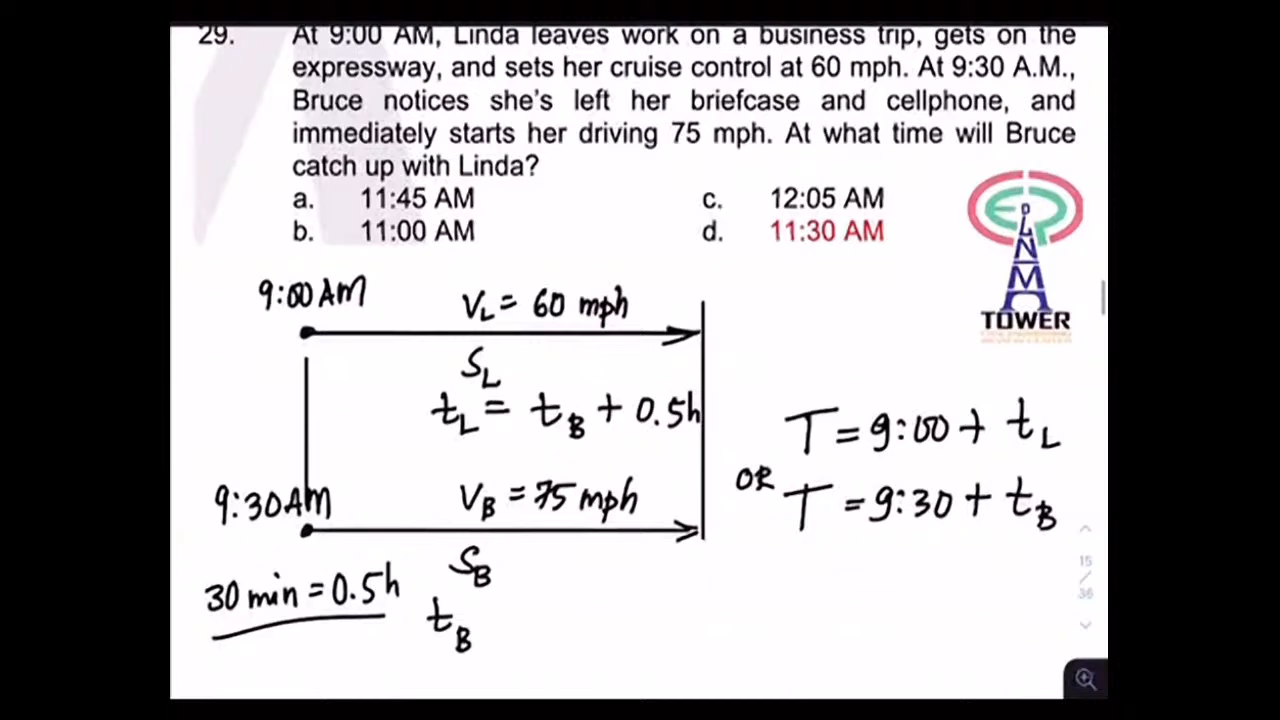 29. At 9:00 AM, Linda leaves work on a business trip, gets on the
expressway, and sets her cruise control at 60 mph. At 9:30 A.M.,
Bruce notices she's left her briefcase and cellphone, and
immediately starts her driving 75 mph. At what time will Bruce
catch up with Linda?
a. 11:45 AM c. 12:05 AM
b. 11:00 AM d. 11:30 AM
EDLNMA
TOWER
9:00 AM V_L = 60 mph
S_L
t_L = t_B + 0.5h
T = 9:00 + t_L
OR
T = 9:30 + t_B
9:30 AM V_B = 75 mph
S_B
30 min = 0.5h
t_B
15
/
36